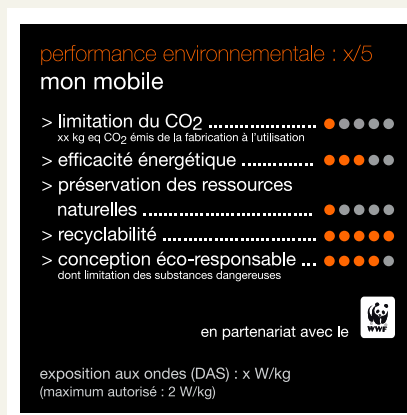 performance environnementale : x/5
mon mobile
> limitation du CO2 ......................
xx kg eq CO2 émis de la fabrication à l'utilisation
> efficacité énergétique ..............
> préservation des ressources
naturelles ..................................
> recyclabilité ..............................
> conception éco-responsable ...
dont limitation des substances dangereuses
en partenariat avec le
WWF
exposition aux ondes (DAS) : x W/kg
(maximum autorisé : 2 W/kg)